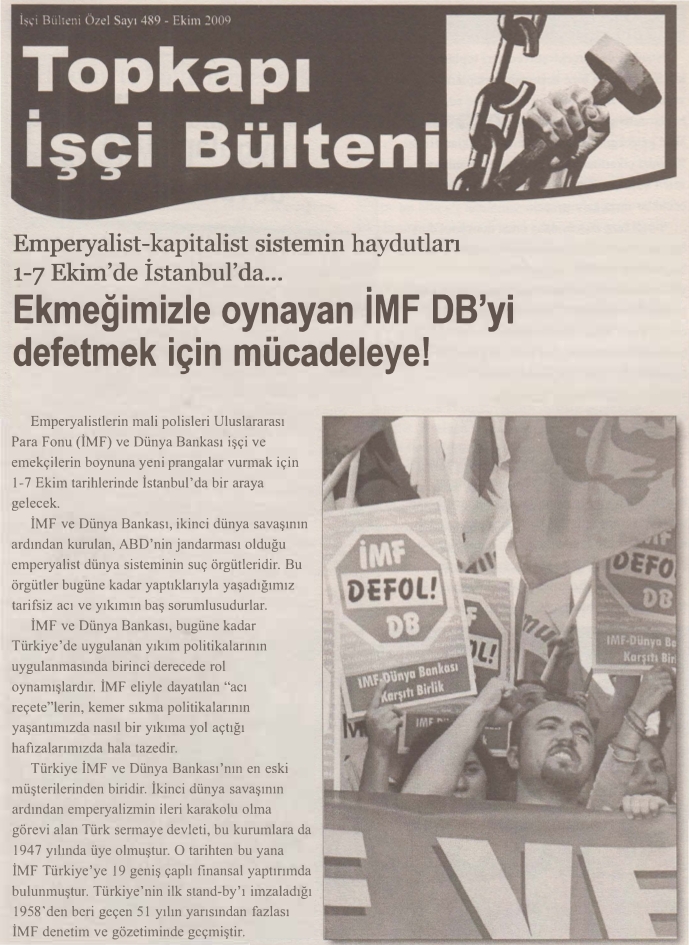 İşçi Bülteni Özel Sayı 489 - Ekim 2009
Topkapı
İşçi Bülteni
Emperyalist-kapitalist sistemin haydutları
1-7 Ekim’de İstanbul’da...
Ekmeğimizle oynayan İMF DB’yi
defetmek için mücadeleye!
Emperyalistlerin mali polisleri Uluslararası
Para Fonu (İMF) ve Dünya Bankası işçi ve
emekçilerin boynuna yeni prangalar vurmak için
1-7 Ekim tarihlerinde İstanbul’da bir araya
gelecek.
İMF ve Dünya Bankası, ikinci dünya savaşının
ardından kurulan, ABD’nin jandarması olduğu
emperyalist dünya sisteminin suç örgütleridir. Bu
örgütler bugüne kadar yaptıklarıyla yaşadığımız
tarifsiz acı ve yıkımın baş sorumlusudurlar.
İMF ve Dünya Bankası, bugüne kadar
Türkiye’de uygulanan yıkım politikalarının
uygulanmasında birinci derecede rol
oynamışlardır. İMF eliyle dayatılan “acı
reçete”lerin, kemer sıkma politikalarının
yaşantımızda nasıl bir yıkıma yol açtığı
hafızalarımızda hala tazedir.
Türkiye İMF ve Dünya Bankası’nın en eski
müşterilerinden biridir. İkinci dünya savaşının
ardından emperyalizmin ileri karakolu olma
görevi alan Türk sermaye devleti, bu kurumlara da
1947 yılında üye olmuştur. O tarihten bu yana
İMF Türkiye’ye 19 geniş çaplı finansal yaptırımda
bulunmuştur. Türkiye’nin ilk stand-by’ı imzaladığı
1958’den beri geçen 51 yılın yarısından fazlası
İMF denetim ve gözetiminde geçmiştir.
İMF
DEFOL!
DB
IMF-Dünya Bankası
Karşıtı Birlik
İMF
DEFO
DB
IMF-Dünya Ba
Karşıtı Bir
F
OL!
IMF D
VE